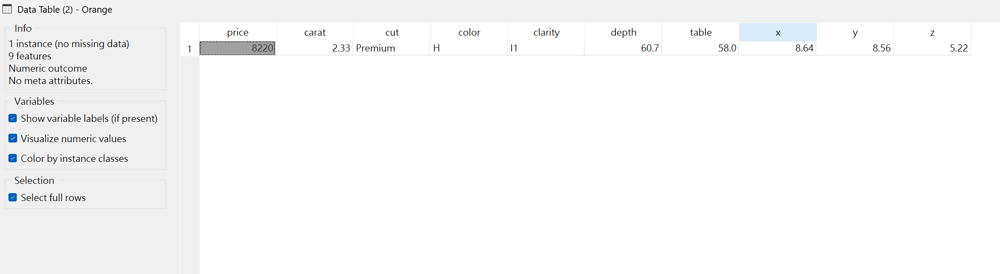 Data Table (2) - Orange
Info
1 instance (no missing data)
9 features
Numeric outcome
No meta attributes.
Variables
Show variable labels (if present)
Visualize numeric values
Color by instance classes
Selection
Select full rows
price carat cut color clarity depth table x y z
1 8220 2.33 Premium H I1 60.7 58.0 8.64 8.56 5.22